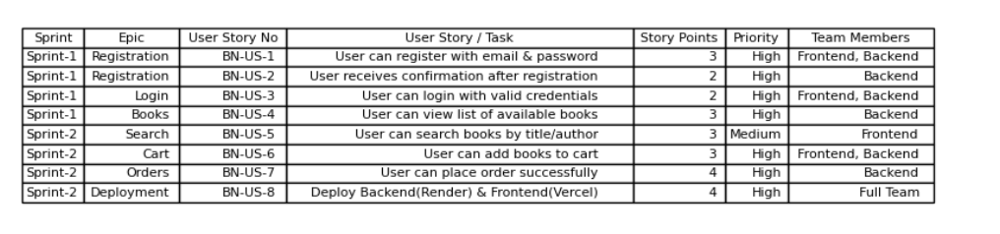 Sprint Epic User Story No User Story / Task Story Points Priority Team Members
Sprint-1 Registration BN-US-1 User can register with email & password 3 High Frontend, Backend
Sprint-1 Registration BN-US-2 User receives confirmation after registration 2 High Backend
Sprint-1 Login BN-US-3 User can login with valid credentials 2 High Frontend, Backend
Sprint-1 Books BN-US-4 User can view list of available books 3 High Backend
Sprint-2 Search BN-US-5 User can search books by title/author 3 Medium Frontend
Sprint-2 Cart BN-US-6 User can add books to cart 3 High Frontend, Backend
Sprint-2 Orders BN-US-7 User can place order successfully 4 High Backend
Sprint-2 Deployment BN-US-8 Deploy Backend(Render) & Frontend(Vercel) 4 High Full Team